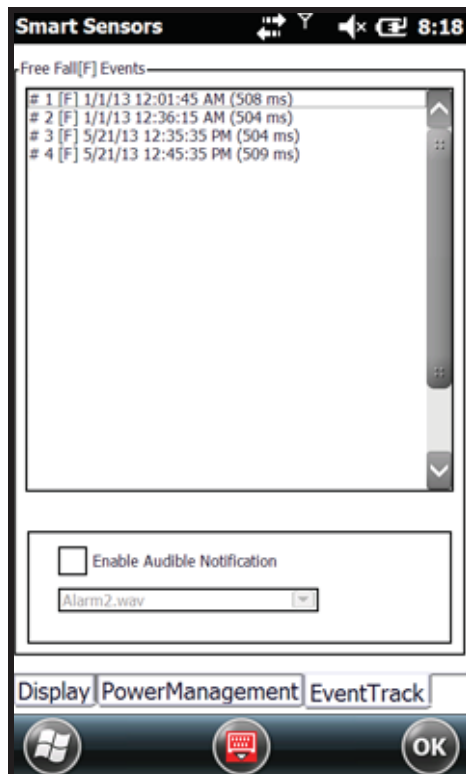 Smart Sensors 8:18
Free Fall[F] Events
# 1 [F] 1/1/13 12:01:45 AM (508 ms)
# 2 [F] 1/1/13 12:36:15 AM (504 ms)
# 3 [F] 5/21/13 12:35:35 PM (504 ms)
# 4 [F] 5/21/13 12:45:35 PM (509 ms)
Enable Audible Notification
Alarm2.wav
Display PowerManagement EventTrack
OK